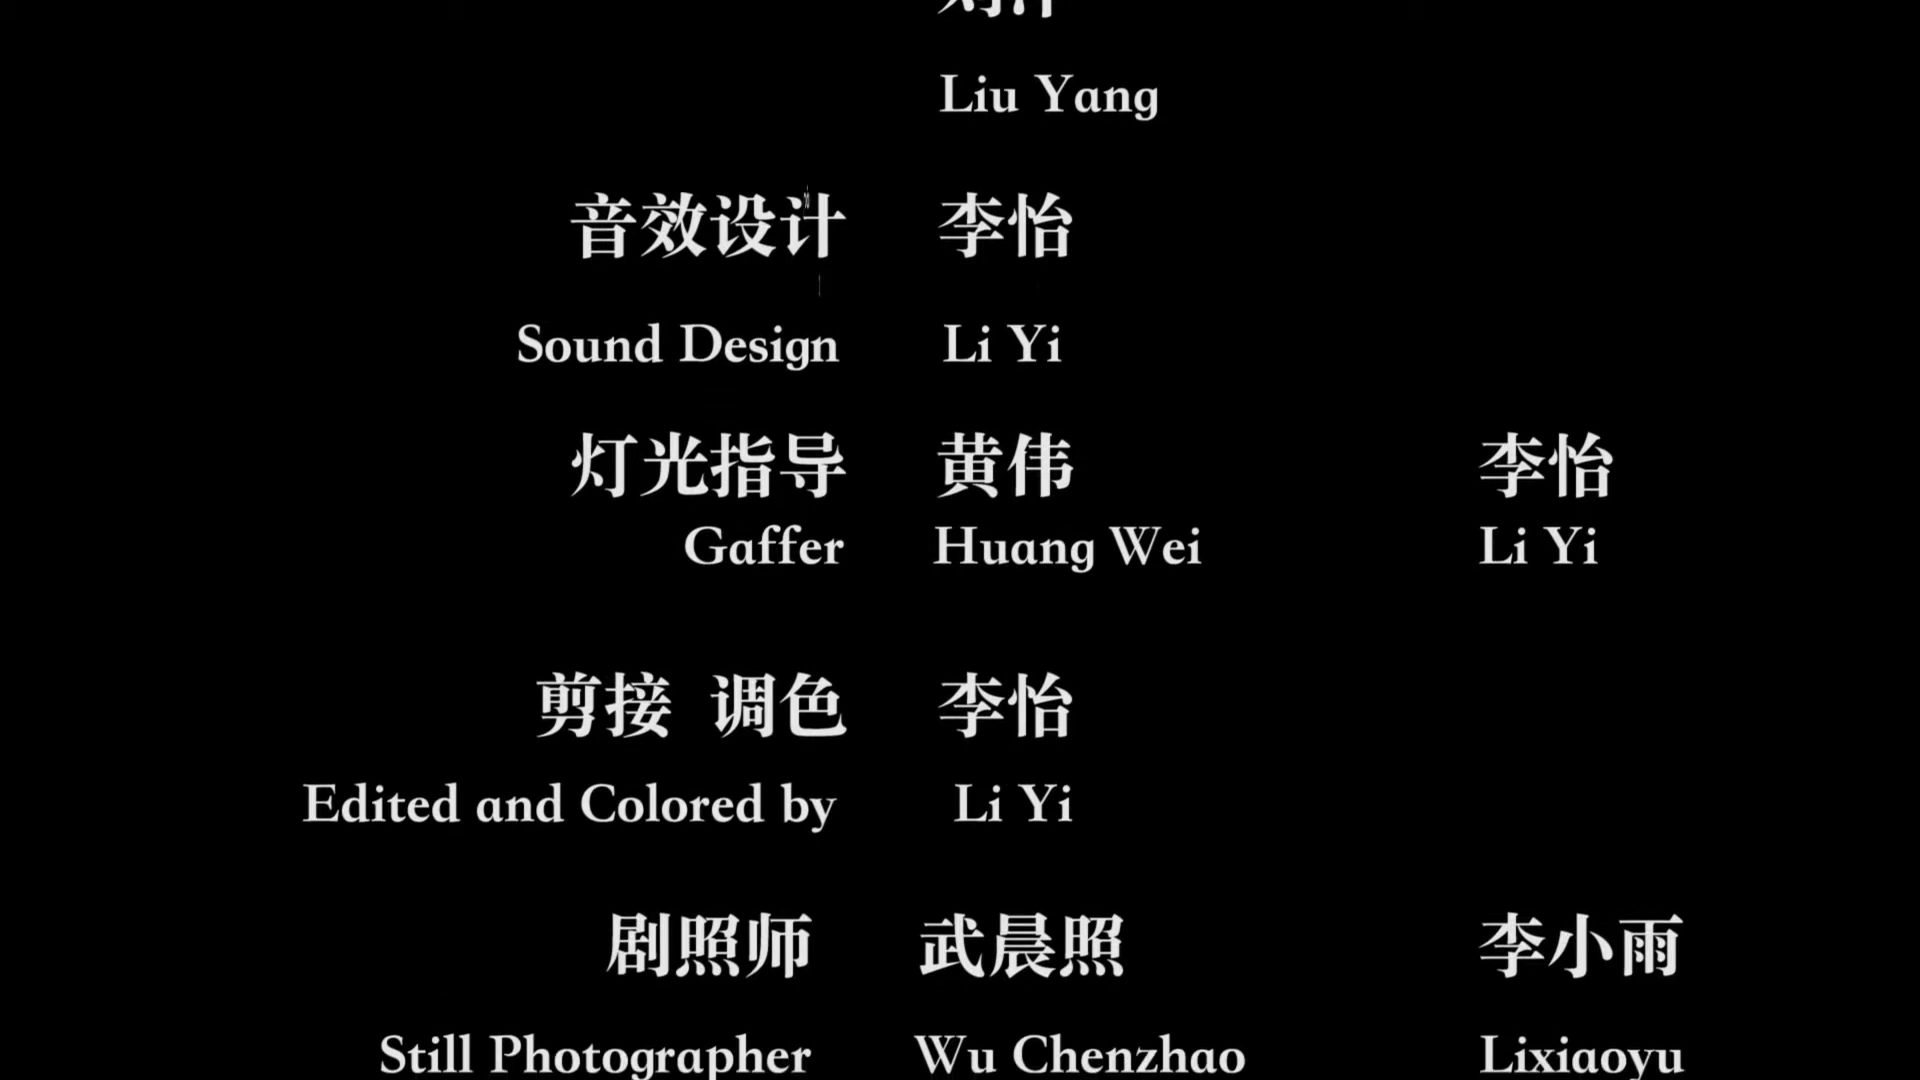 Liu Yang
音效设计 李怡
Sound Design Li Yi
灯光指导 黄伟 李怡
Gaffer Huang Wei Li Yi
剪接 调色 李怡
Edited and Colored by Li Yi
剧照师 武晨照 李小雨
Still Photographer Wu Chenzhao Lixiaoyu